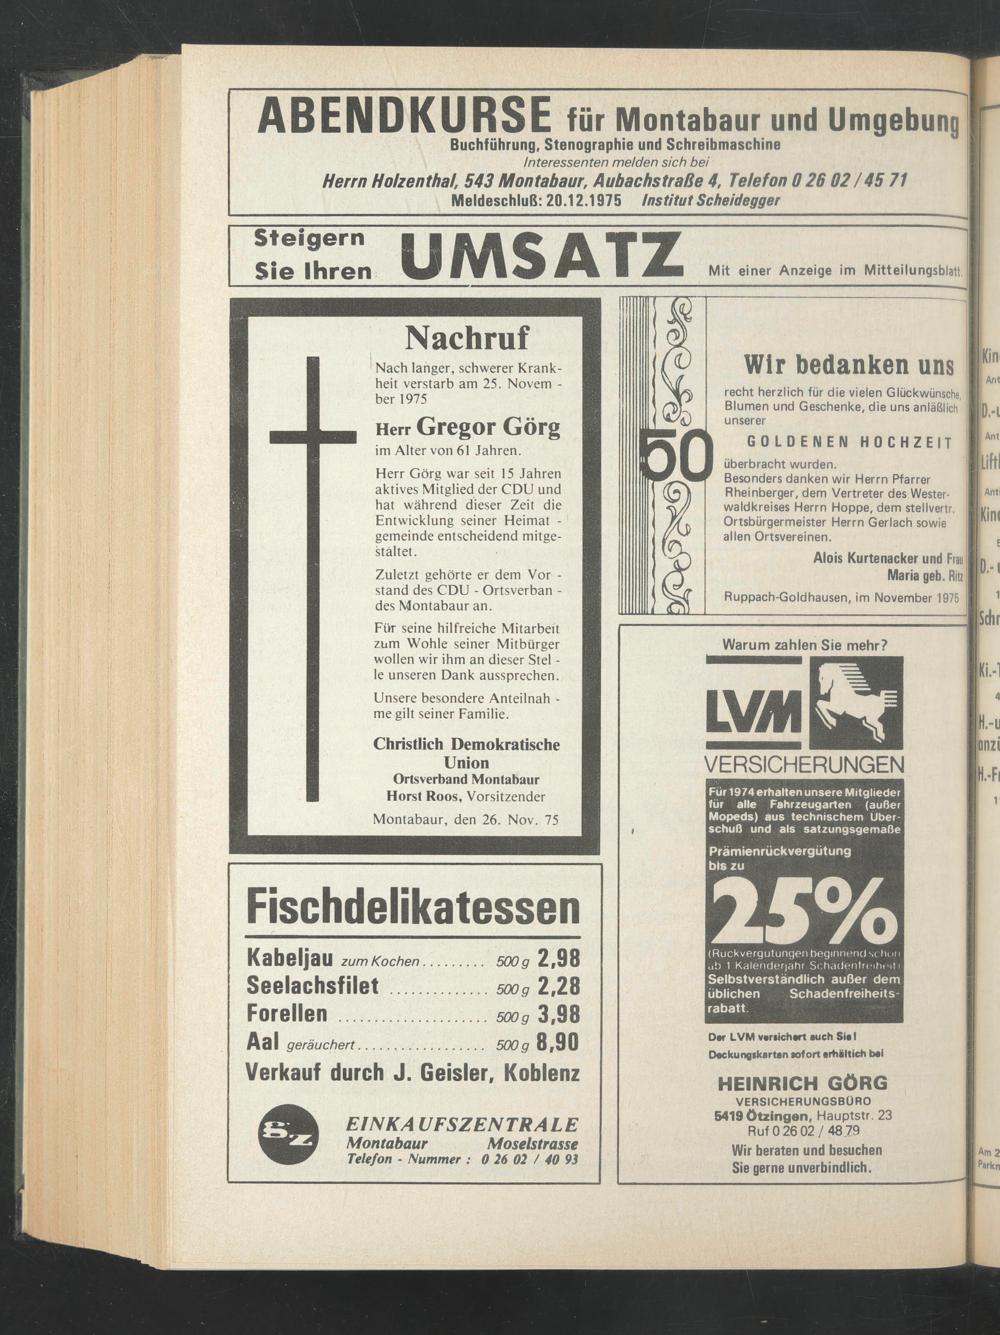 ABENDKURSE für Montabaur und Umgebung
Buchführung, Stenographie und Schreibmaschine
Interessenten melden sich bei
Herrn Holzenthal, 543 Montabaur, Aubachstraße 4, Telefon 0 26 02 / 45 71
Meldeschluß: 20.12.1975 Institut Scheidegger
Steigern
Sie Ihren UMSATZ Mit einer Anzeige im Mitteilungsblatt.
Nachruf
Nach langer, schwerer Krank-
heit verstarb am 25. Novem -
ber 1975
Herr Gregor Görg
im Alter von 61 Jahren.
Herr Görg war seit 15 Jahren
aktives Mitglied der CDU und
hat während dieser Zeit die
Entwicklung seiner Heimat -
gemeinde entscheidend mitge-
staltet.
Zuletzt gehörte er dem Vor -
stand des CDU - Ortsverban -
des Montabaur an.
Für seine hilfreiche Mitarbeit
zum Wohle seiner Mitbürger
wollen wir ihm an dieser Stel -
le unseren Dank aussprechen.
Unsere besondere Anteilnah -
me gilt seiner Familie.
Christlich Demokratische
Union
Ortsverband Montabaur
Horst Roos, Vorsitzender
Montabaur, den 26. Nov. 75
Fischdelikatessen
Kabeljau zum Kochen......... 500 g 2,98
Seelachsfilet ............. 500 g 2,28
Forellen .................... 500 g 3,98
Aal geräuchert................. 500 g 8,90
Verkauf durch J. Geisler, Koblenz
gz
EINKAUFSZENTRALE
Montabaur Moselstrasse
Telefon - Nummer : 0 26 02 / 40 93
50
Wir bedanken uns
recht herzlich für die vielen Glückwünsche,
Blumen und Geschenke, die uns anläßlich
unserer
GOLDENEN HOCHZEIT
überbracht wurden.
Besonders danken wir Herrn Pfarrer
Rheinberger, dem Vertreter des Wester-
waldkreises Herrn Hoppe, dem stellvertr.
Ortsbürgermeister Herrn Gerlach sowie
allen Ortsvereinen.
Alois Kurtenacker und Frau
Maria geb. Ritz
Ruppach-Goldhausen, im November 1975
Warum zahlen Sie mehr?
LVM
VERSICHERUNGEN
Für 1974 erhalten unsere Mitglieder
für alle Fahrzeugarten (außer
Mopeds) aus technischem Über-
schuß und als satzungsgemäße
Prämienrückvergütung
bis zu
25%
(Rückvergütungen beginnend schon
ab 1 Kalenderjahr Schadenfreiheit)
Selbstverständlich außer dem
üblichen Schadenfreiheits-
rabatt.
Der LVM versichert auch Sie!
Deckungskarten sofort erhältlich bei
HEINRICH GÖRG
VERSICHERUNGSBÜRO
5419 Ötzingen, Hauptstr. 23
Ruf 0 26 02 / 48 79
Wir beraten und besuchen
Sie gerne unverbindlich.